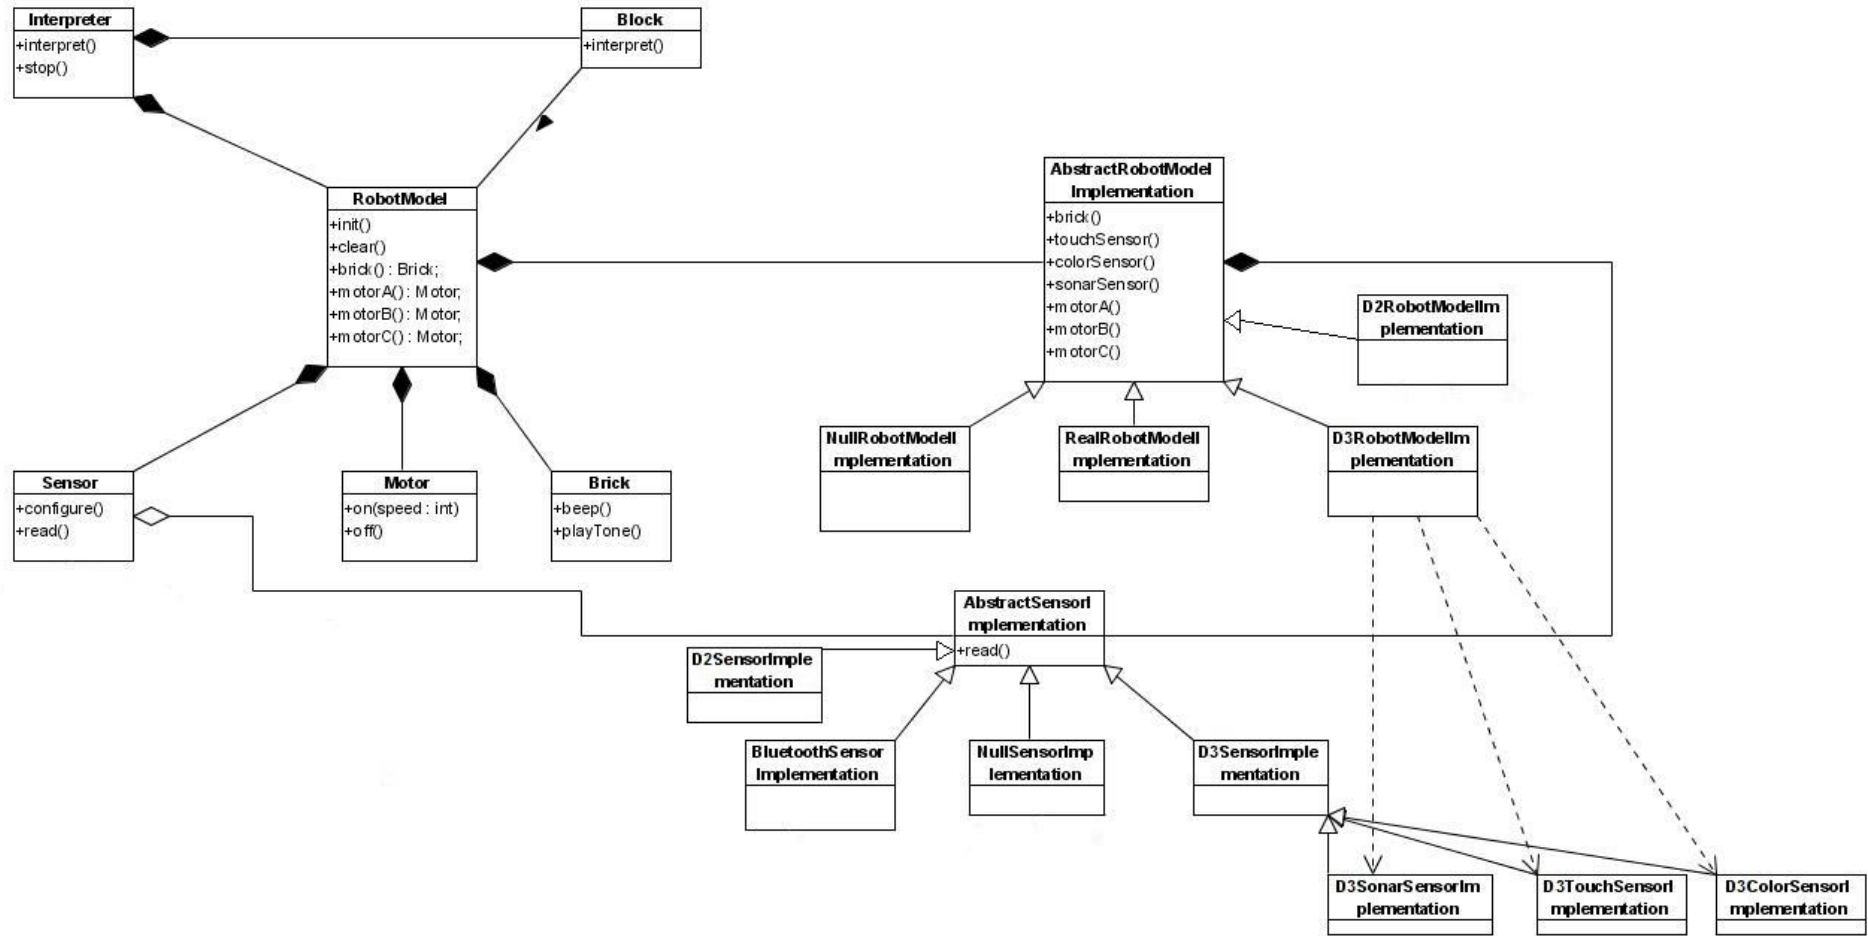 Interpreter
+interpret()
+stop()
Block
+interpret()
RobotModel
+init()
+clear()
+brick() : Brick;
+motorA() : Motor;
+motorB() : Motor;
+motorC() : Motor;
AbstractRobotModel
Implementation
+brick()
+touchSensor()
+colorSensor()
+sonarSensor()
+motorA()
+motorB()
+motorC()
D2RobotModelIm
plementation
NullRobotModelI
mplementation
RealRobotModelI
mplementation
D3RobotModelIm
plementation
Sensor
+configure()
+read()
Motor
+on(speed : int)
+off()
Brick
+beep()
+playTone()
AbstractSensorI
mplementation
+read()
D2SensorImple
mentation
BluetoothSensor
Implementation
NullSensorImp
lementation
D3SensorImple
mentation
D3SonarSensorIm
plementation
D3TouchSensorI
mplementation
D3ColorSensorI
mplementation